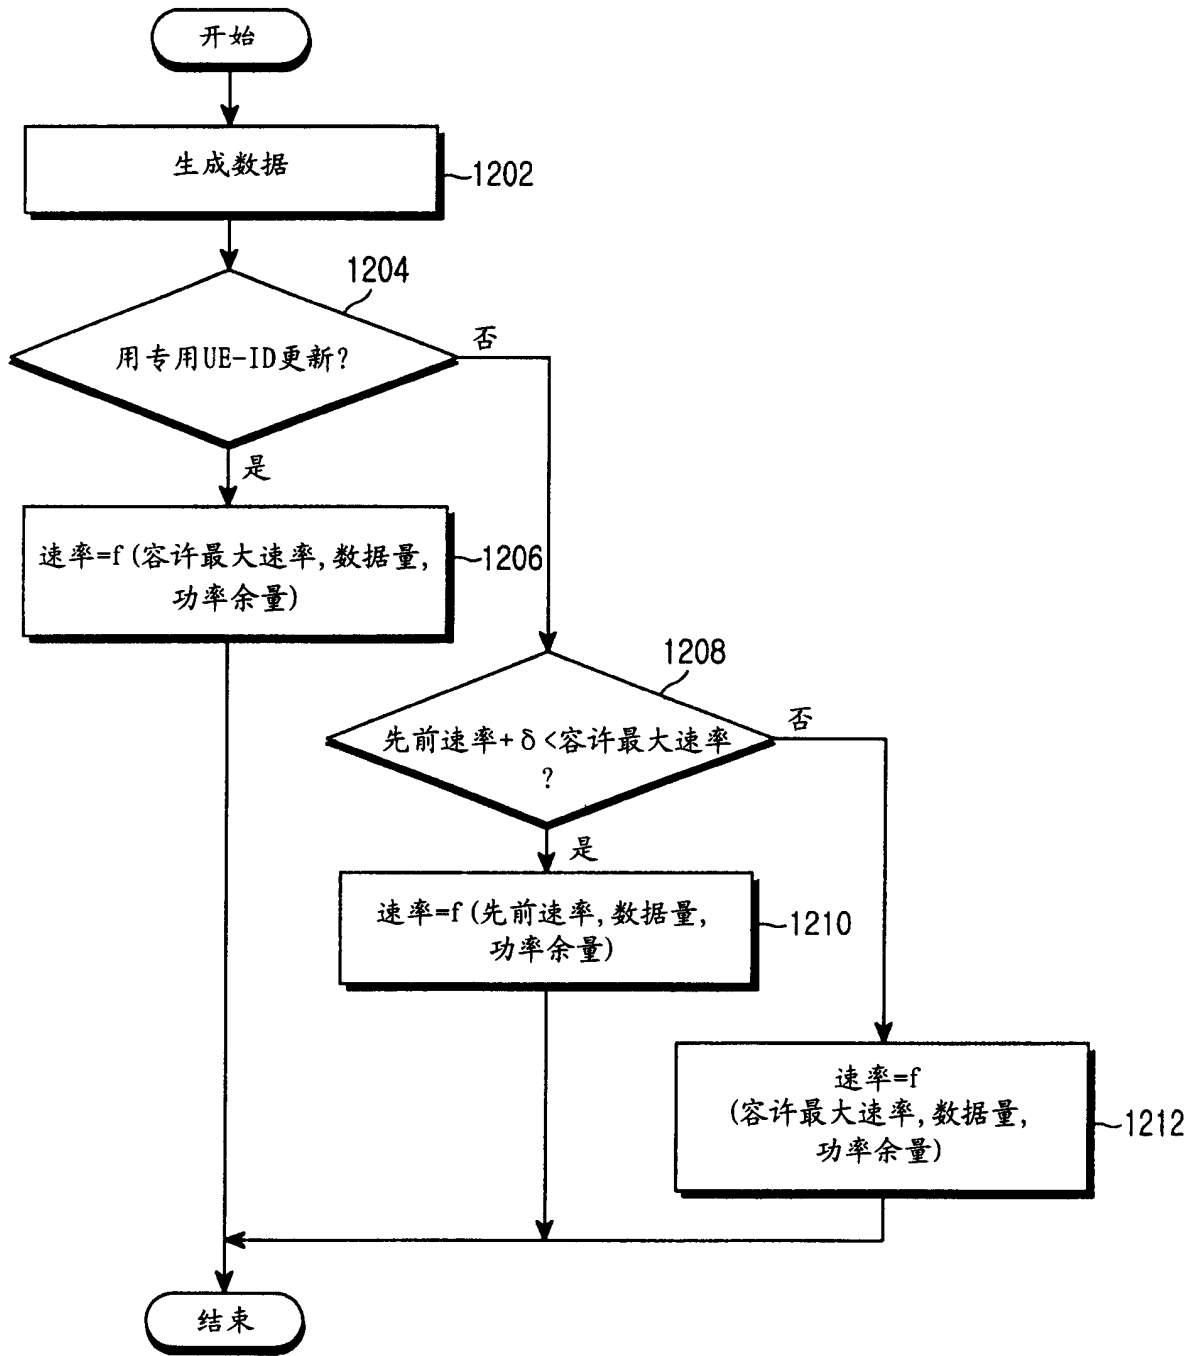 开始
生成数据
1202
1204
用专用UE-ID更新?
否
是
速率=f(容许最大速率,数据量,
功率余量)
1206
1208
先前速率+δ<容许最大速率
?
否
是
速率=f(先前速率,数据量,
功率余量)
1210
速率=f
(容许最大速率,数据量,
功率余量)
1212
结束